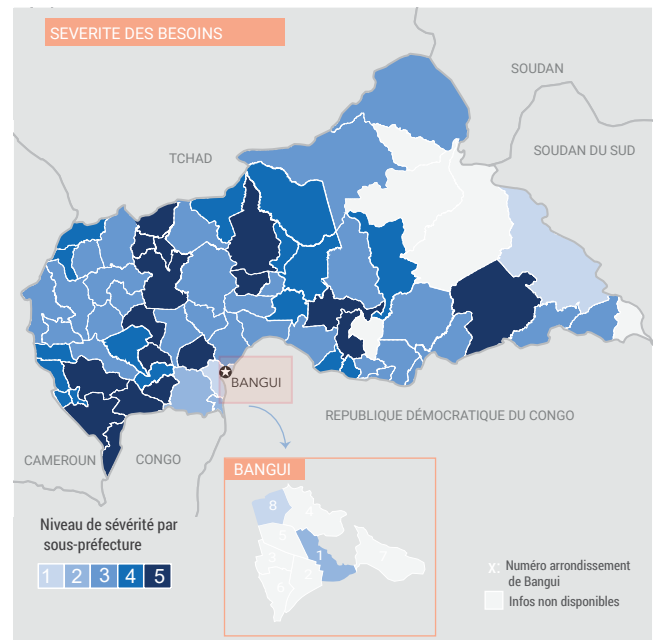 SEVERITE DES BESOINS
SOUDAN
SOUDAN DU SUD
TCHAD
BANGUI
REPUBLIQUE DÉMOCRATIQUE DU CONGO
CAMEROUN
CONGO
BANGUI
8
4
5
1
3
7
2
6
Niveau de sévérité par
sous-préfecture
1 2 3 4 5
x: Numéro arrondissement
de Bangui
Infos non disponibles